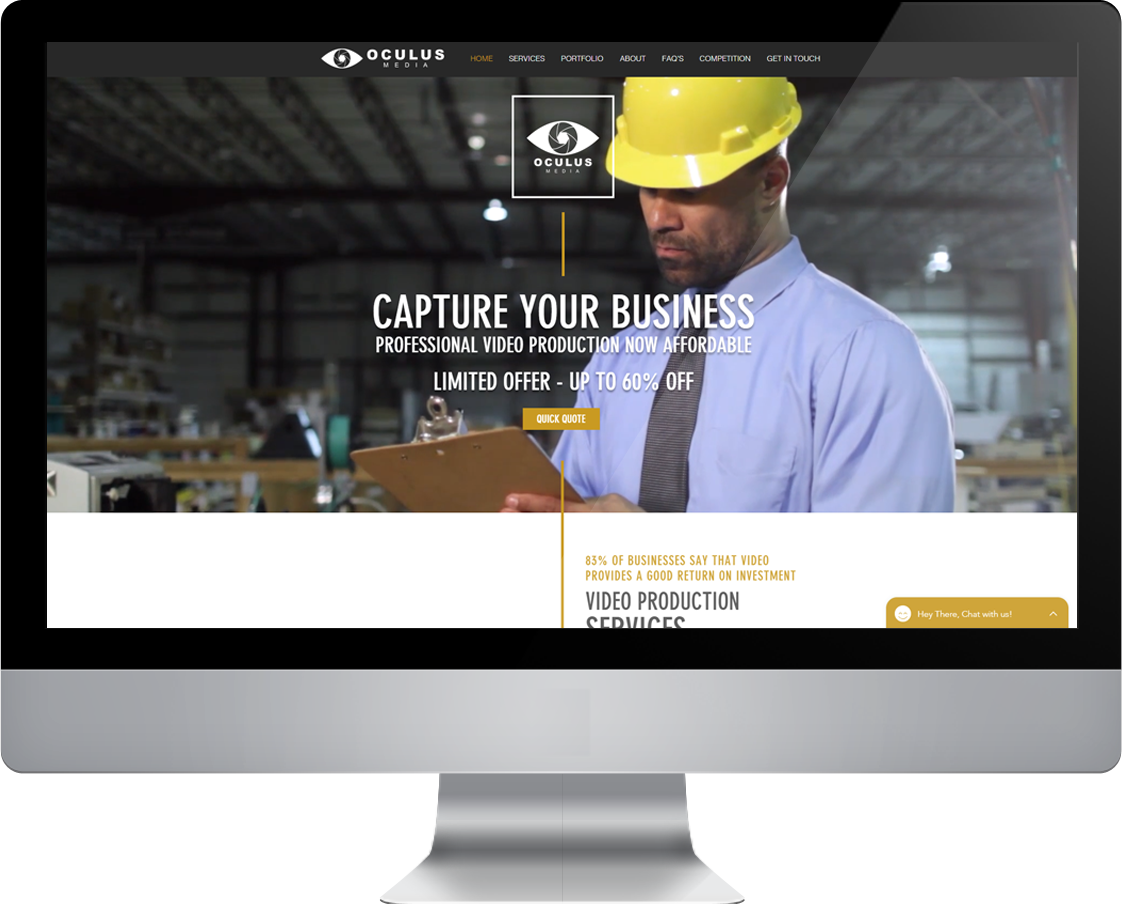 OCULUS
MEDIA
HOME SERVICES PORTFOLIO ABOUT FAQ'S COMPETITION GET IN TOUCH
OCULUS
MEDIA
CAPTURE YOUR BUSINESS
PROFESSIONAL VIDEO PRODUCTION NOW AFFORDABLE
LIMITED OFFER - UP TO 60% OFF
QUICK QUOTE
83% OF BUSINESSES SAY THAT VIDEO
PROVIDES A GOOD RETURN ON INVESTMENT
VIDEO PRODUCTION
SERVICES
Hey There, Chat with us!